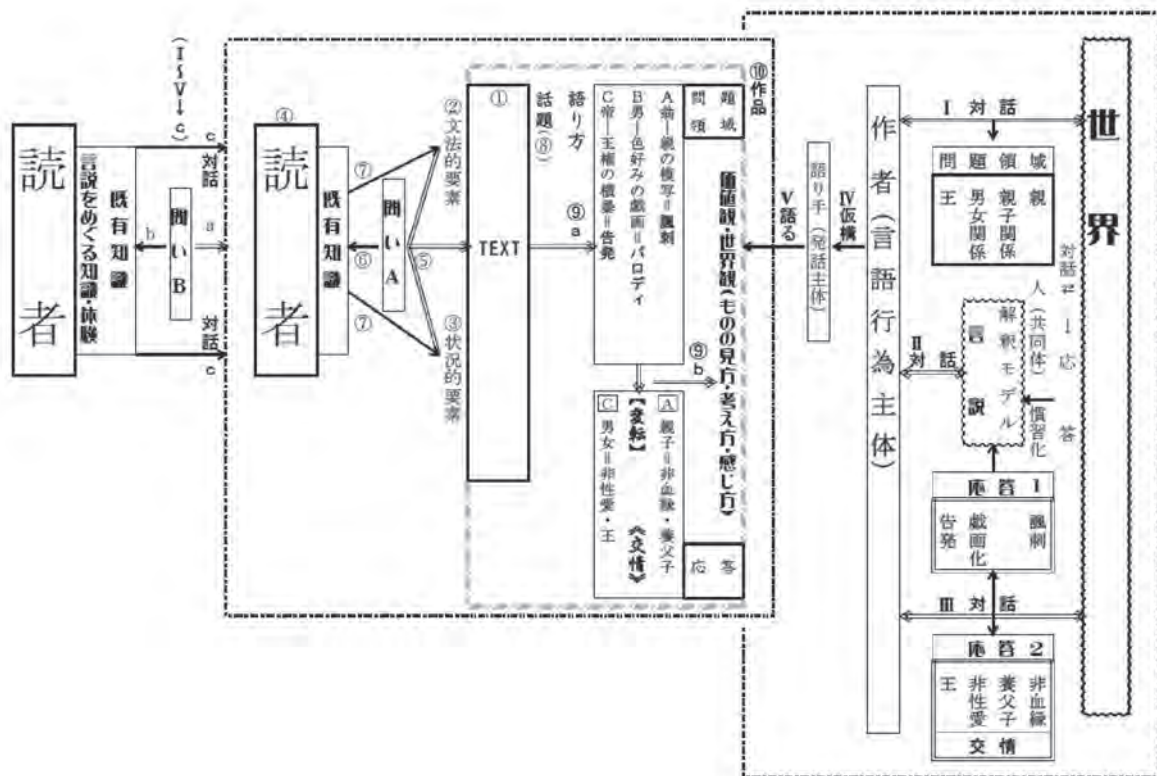 世界
対話⇄
人(共同体)
↓
慣習化
応答
Ⅰ 対話
問題領域
親
親子関係
男女関係
王
解釈モデル
言説
Ⅱ 対話
応答1
諷刺
戯画化
告発
Ⅲ 対話
応答2
非血縁
養父子
非性愛
王
交情
作者(言語行為主体)
Ⅳ仮構
語り手(発話主体)
Ⅴ語る
⑩作品
問題領域
価値観・世界観(ものの見方・考え方・感じ方)
応答
B男―色好みの戯画=パロディ
C帝―王権の横暴=告発
⑨b
A 親子=非血縁・養父子
【変転】 《交情》
C 男女=非性愛・王
話題(⑧)
語り方
⑨a
①
TEXT
②文法的要素
③状況的要素
⑤
⑦
問いA
⑥
⑦
既有知識
④
読者
(Ⅰ~Ⅴ→c)
c対話
a
問いB
b
対話c
既有知識
言説をめぐる知識・体験
読者